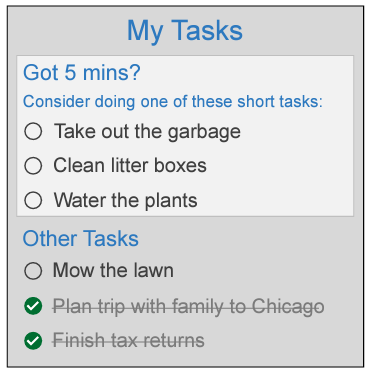 My Tasks
Got 5 mins?
Consider doing one of these short tasks:
Take out the garbage
Clean litter boxes
Water the plants
Other Tasks
Mow the lawn
Plan trip with family to Chicago
Finish tax returns